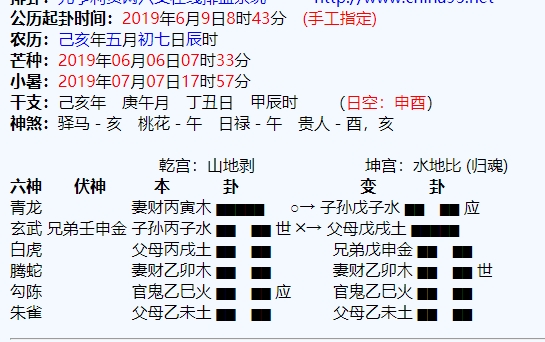 公历起卦时间：2019年6月9日8时43分 (手工指定)
农历：己亥年五月初七日辰时
芒种：2019年06月06日07时33分
小暑：2019年07月07日17时57分
干支：己亥年 庚午月 丁丑日 甲辰时 （日空：申酉）
神煞：驿马－亥 桃花－午 日禄－午 贵人－酉，亥
乾宫：山地剥 坤宫：水地比 (归魂)
六神 伏神 本 卦 变 卦
青龙 妻财丙寅木 ○→ 子孙戊子水 应
玄武 兄弟壬申金 子孙丙子水 世 ×→ 父母戊戌土
白虎 父母丙戌土 兄弟戊申金
腾蛇 妻财乙卯木 妻财乙卯木 世
勾陈 官鬼乙巳火 应 官鬼乙巳火
朱雀 父母乙未土 父母乙未土